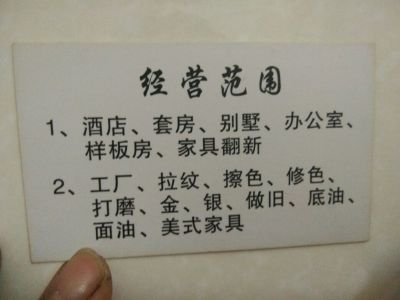 经营范围
1、酒店、套房、别墅、办公室、
样板房、家具翻新
2、工厂、拉纹、擦色、修色、
打磨、金、银、做旧、底油、
面油、美式家具